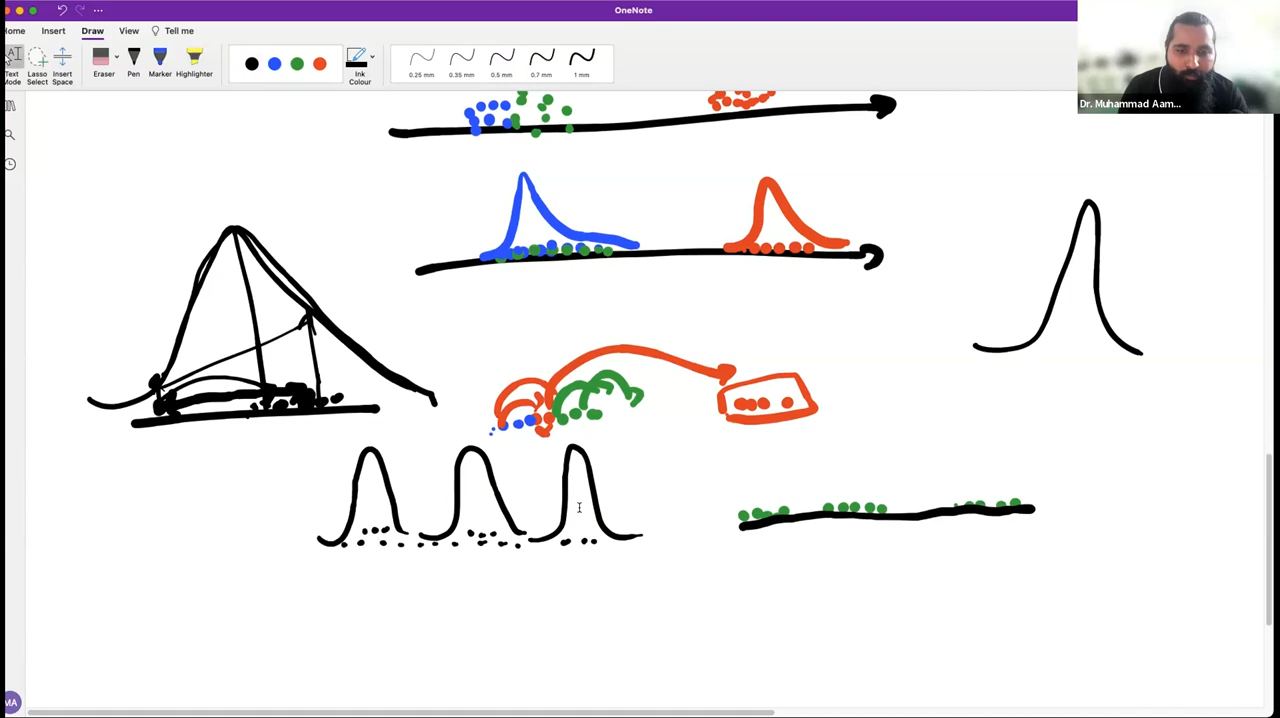 OneNote
Home Insert Draw View Tell me
Text Mode
Lasso Select
Insert Space
Eraser
Pen
Marker
Highlighter
Ink Colour
0.25 mm 0.35 mm 0.5 mm 0.7 mm 1 mm
Dr. Muhammad Aam...
MA